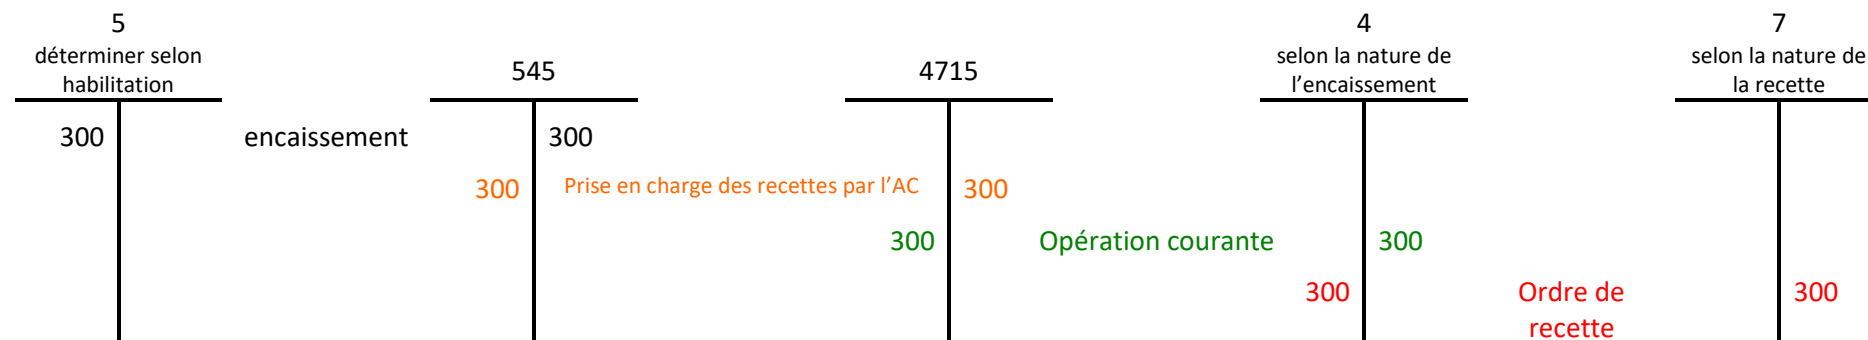 5
déterminer selon
habilitation
545
4715
4
selon la nature de
l’encaissement
7
selon la nature de
la recette
300 encaissement 300
300 Prise en charge des recettes par l’AC 300
300 Opération courante 300
300 Ordre de 300
recette